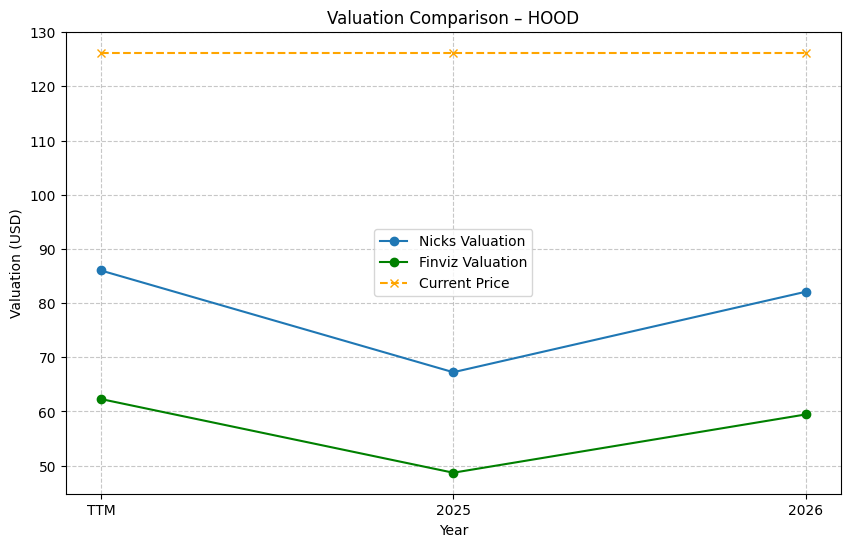 Valuation Comparison – HOOD
Valuation (USD)
130
120
110
100
90
80
70
60
50
Nicks Valuation
Finviz Valuation
Current Price
TTM
2025
2026
Year